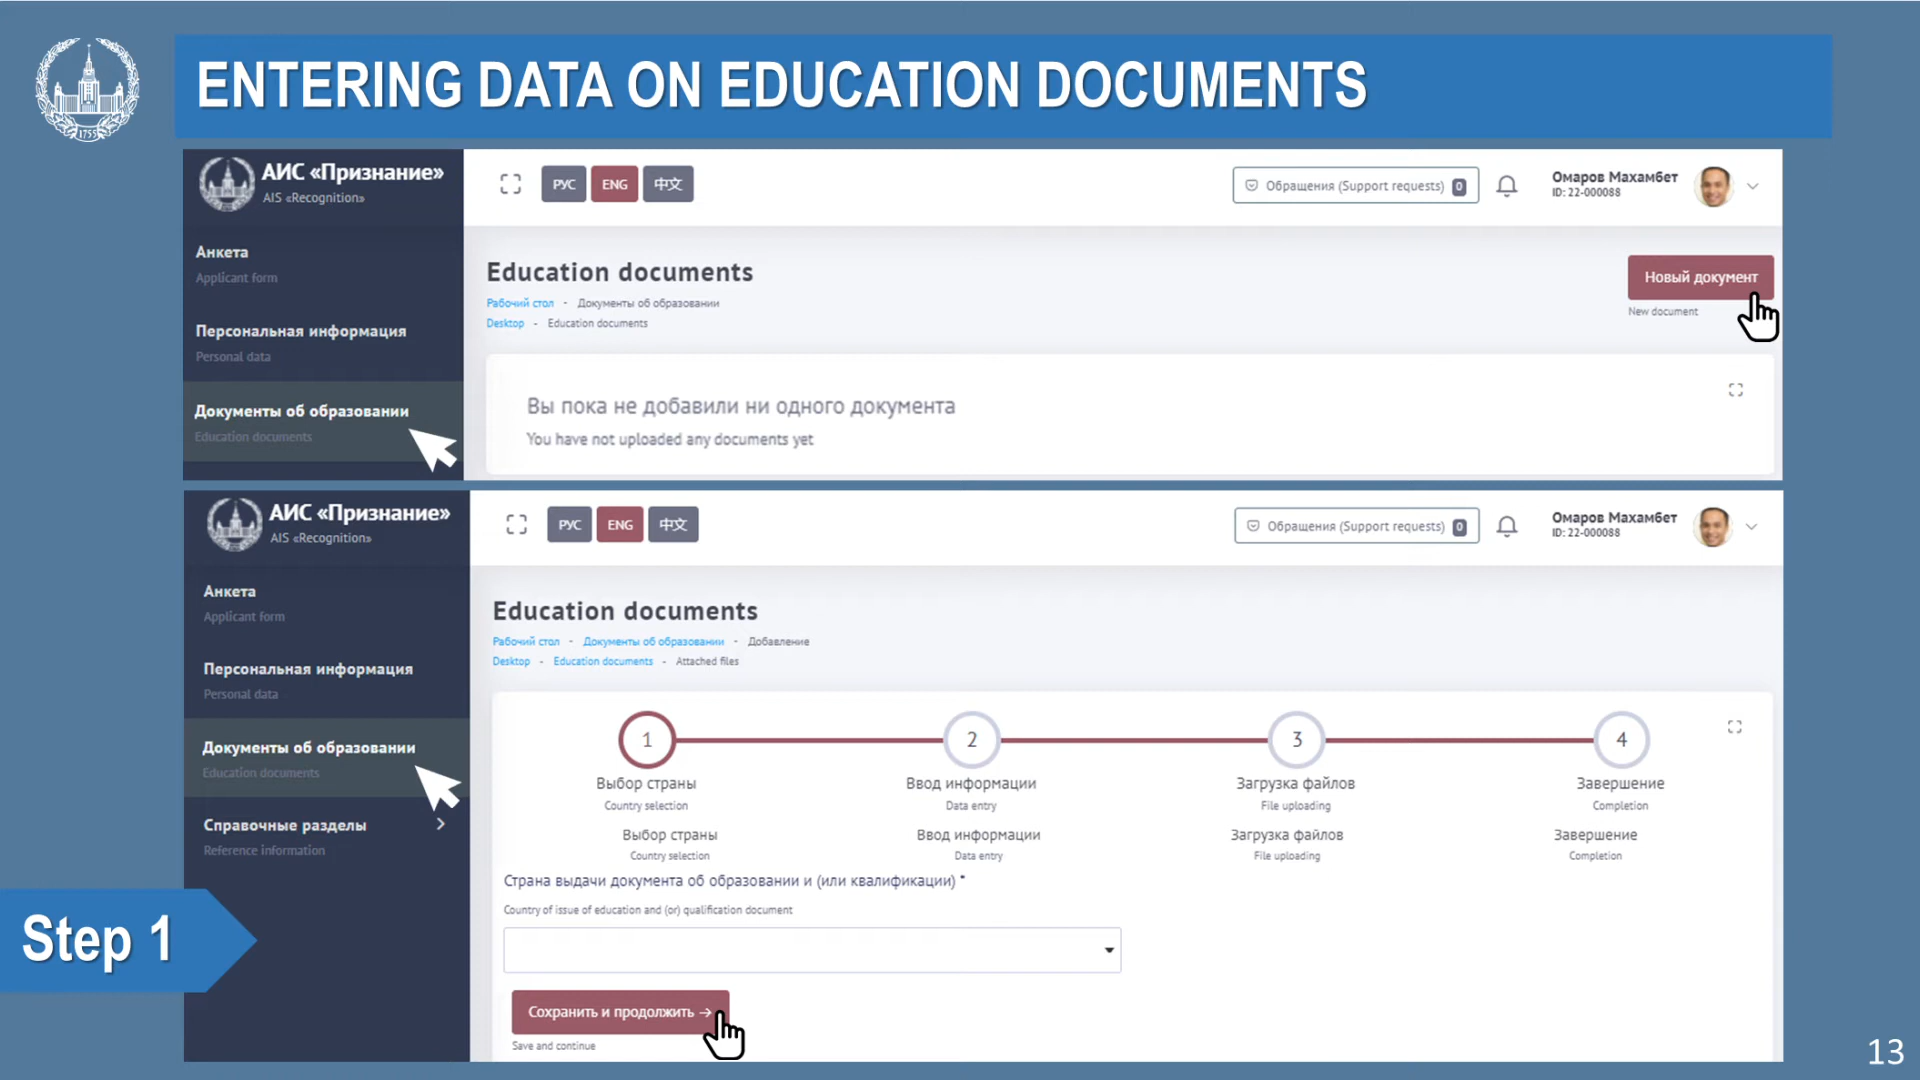 ENTERING DATA ON EDUCATION DOCUMENTS
1755
АИС «Признание»
AIS «Recognition»
РУС
ENG
中文
Обращения (Support requests) 0
Омаров Махамбет
ID: 22-000088
Анкета
Applicant form
Персональная информация
Personal data
Документы об образовании
Education documents
Education documents
Рабочий стол - Документы об образовании
Desktop - Education documents
Новый документ
New document
Вы пока не добавили ни одного документа
You have not uploaded any documents yet
АИС «Признание»
AIS «Recognition»
РУС
ENG
中文
Обращения (Support requests) 0
Омаров Махамбет
ID: 22-000088
Анкета
Applicant form
Персональная информация
Personal data
Документы об образовании
Education documents
Справочные разделы
Reference information
Education documents
Рабочий стол - Документы об образовании - Добавление
Desktop - Education documents - Attached files
1
2
3
4
Выбор страны
Country selection
Ввод информации
Data entry
Загрузка файлов
File uploading
Завершение
Completion
Выбор страны
Country selection
Ввод информации
Data entry
Загрузка файлов
File uploading
Завершение
Completion
Страна выдачи документа об образовании и (или квалификации) *
Country of issue of education and (or) qualification document
Сохранить и продолжить →
Save and continue
Step 1
13